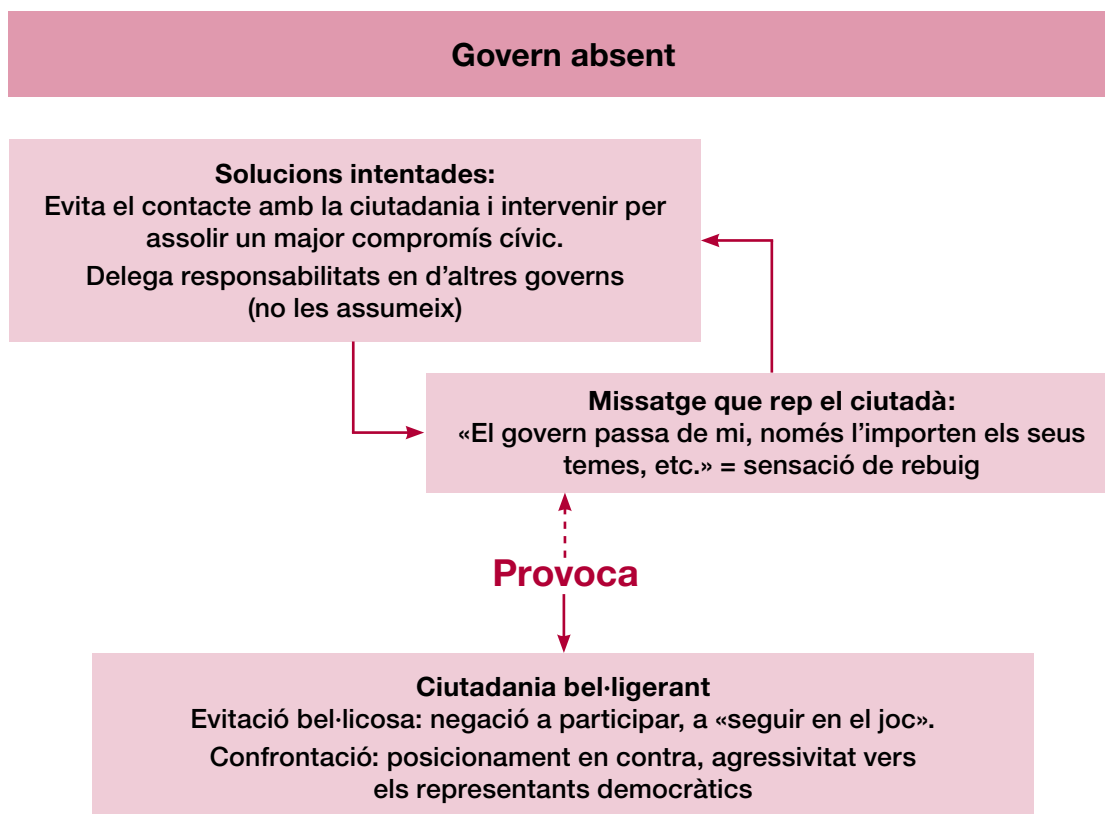 Govern absent
Solucions intentades:
Evita el contacte amb la ciutadania i intervenir per
assolir un major compromís cívic.
Delega responsabilitats en d'altres governs
(no les assumeix)
Missatge que rep el ciutadà:
«El govern passa de mi, només l'importen els seus
temes, etc.» = sensació de rebuig
Provoca
Ciutadania bel·ligerant
Evitació bel·licosa: negació a participar, a «seguir en el joc».
Confrontació: posicionament en contra, agressivitat vers
els representants democràtics